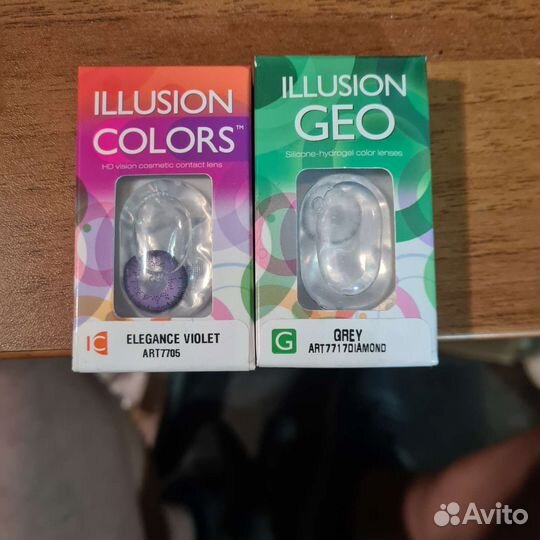 ILLUSION
COLORS™
HD vision cosmetic contact lens
IC ELEGANCE VIOLET
ART7705
ILLUSION
GEO
Silicone-hydrogel color lenses
G GREY
ART7717DIAMOND
Avito